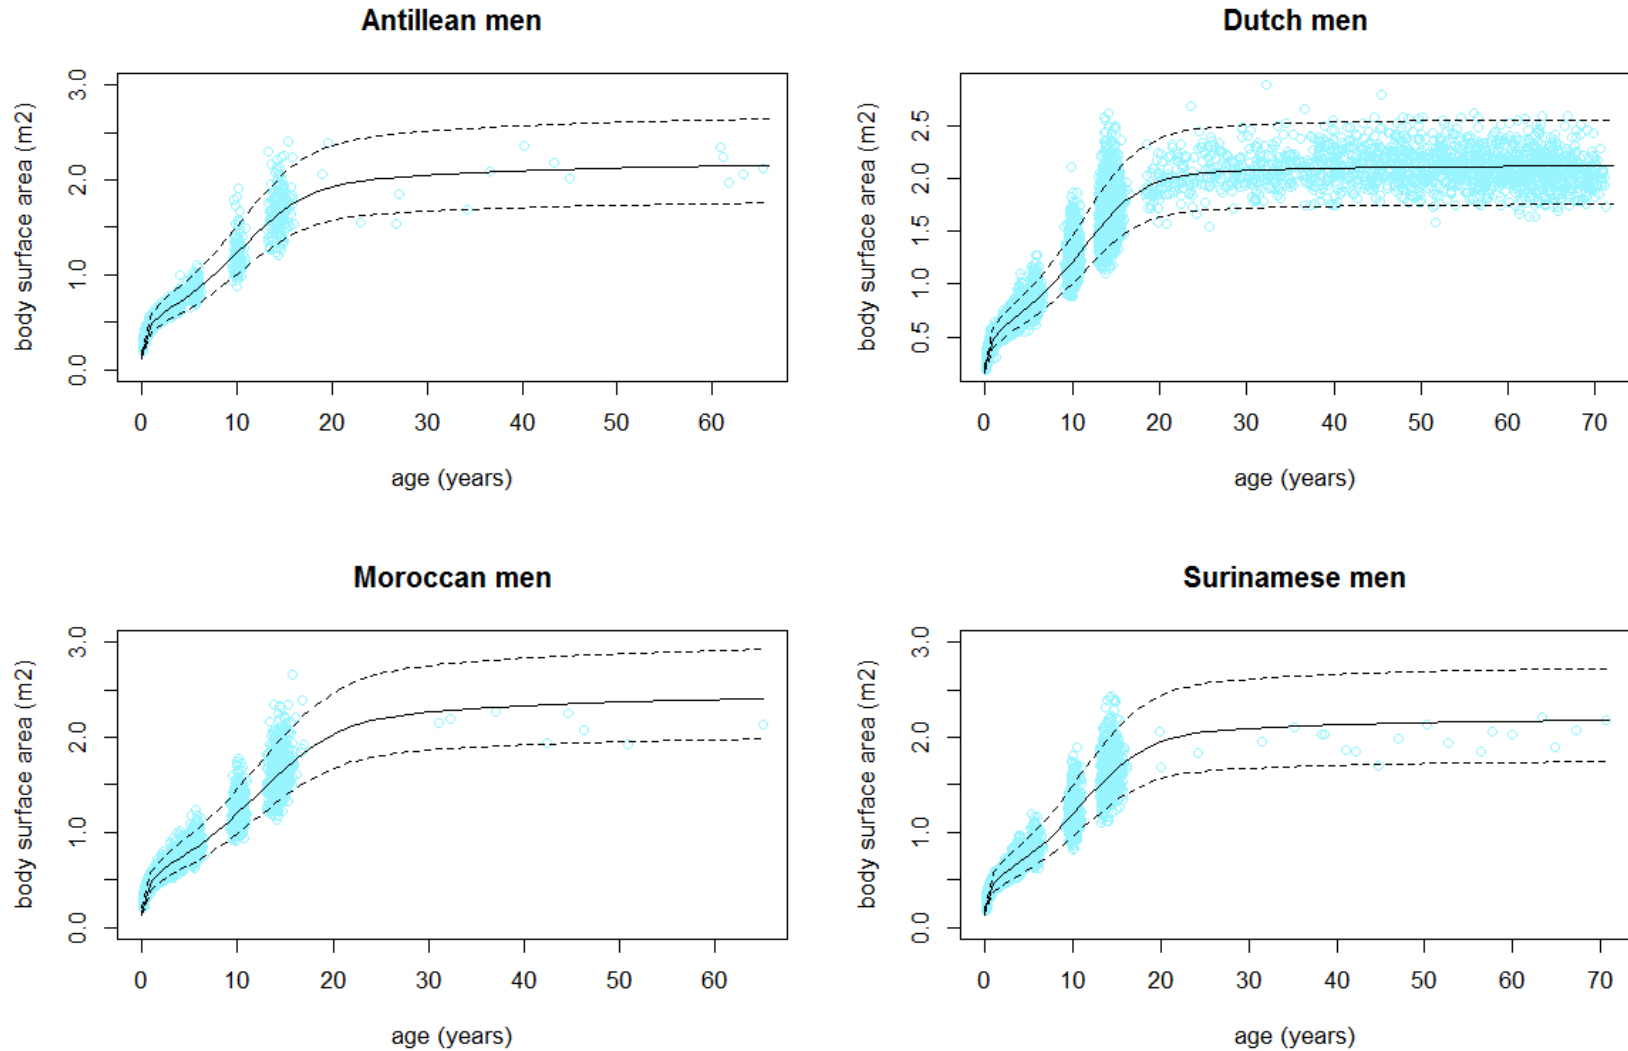 Antillean men
body surface area (m2)
3.0
2.0
1.0
0.0
0 10 20 30 40 50 60
age (years)
Dutch men
body surface area (m2)
2.5
2.0
1.5
1.0
0.5
0 10 20 30 40 50 60 70
age (years)
Moroccan men
body surface area (m2)
3.0
2.0
1.0
0.0
0 10 20 30 40 50 60
age (years)
Surinamese men
body surface area (m2)
3.0
2.0
1.0
0.0
0 10 20 30 40 50 60 70
age (years)